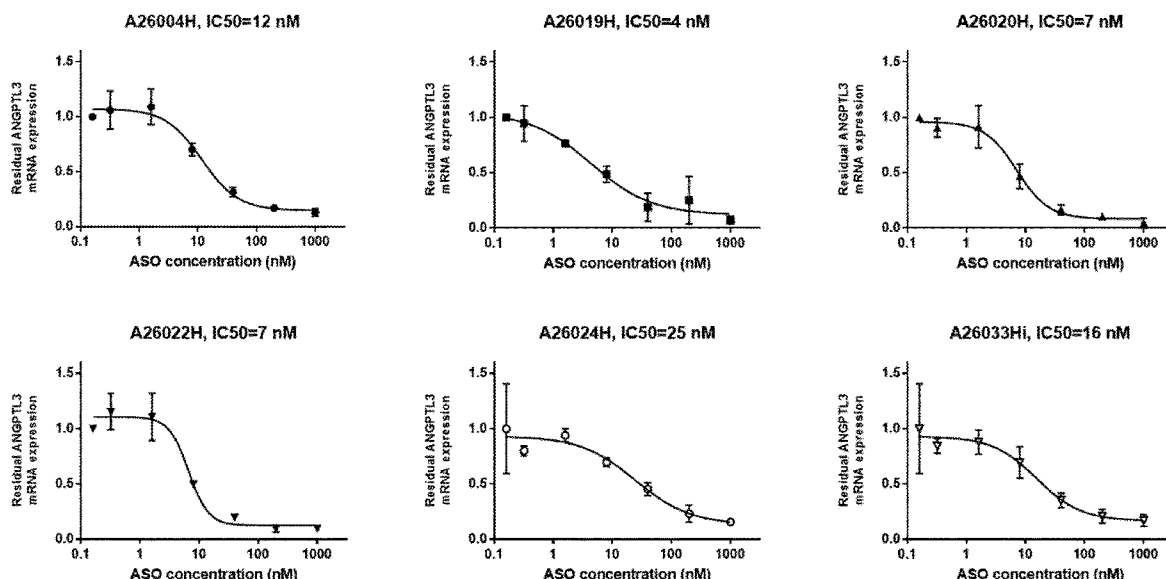 A26004H, IC50=12 nM
Residual ANGPTL3
mRNA expression
1.5
1.0
0.5
0.0
0.1
1
10
100
1000
ASO concentration (nM)
A26019H, IC50=4 nM
Residual ANGPTL3
mRNA expression
1.5
1.0
0.5
0.0
0.1
1
10
100
1000
ASO concentration (nM)
A26020H, IC50=7 nM
Residual ANGPTL3
mRNA expression
1.5
1.0
0.5
0.0
0.1
1
10
100
1000
ASO concentration (nM)
A26022H, IC50=7 nM
Residual ANGPTL3
mRNA expression
1.5
1.0
0.5
0.0
0.1
1
10
100
1000
ASO concentration (nM)
A26024H, IC50=25 nM
Residual ANGPTL3
mRNA expression
1.5
1.0
0.5
0.0
0.1
1
10
100
1000
ASO concentration (nM)
A26033Hi, IC50=16 nM
Residual ANGPTL3
mRNA expression
1.5
1.0
0.5
0.0
0.1
1
10
100
1000
ASO concentration (nM)